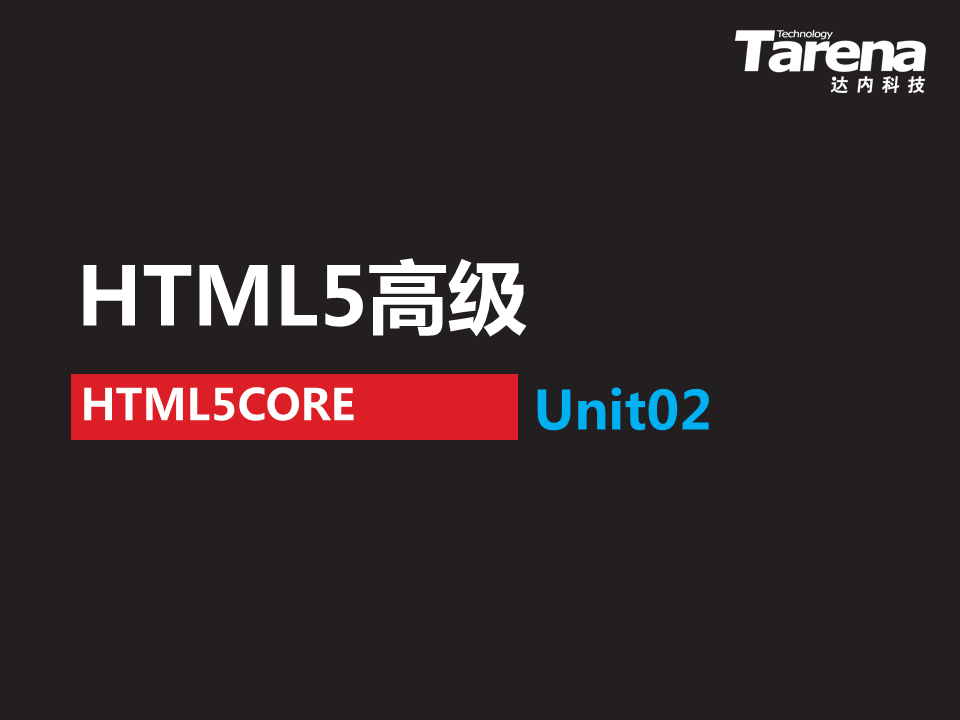 Technology
Tarena
达内科技
HTML5高级
HTML5CORE
Unit02